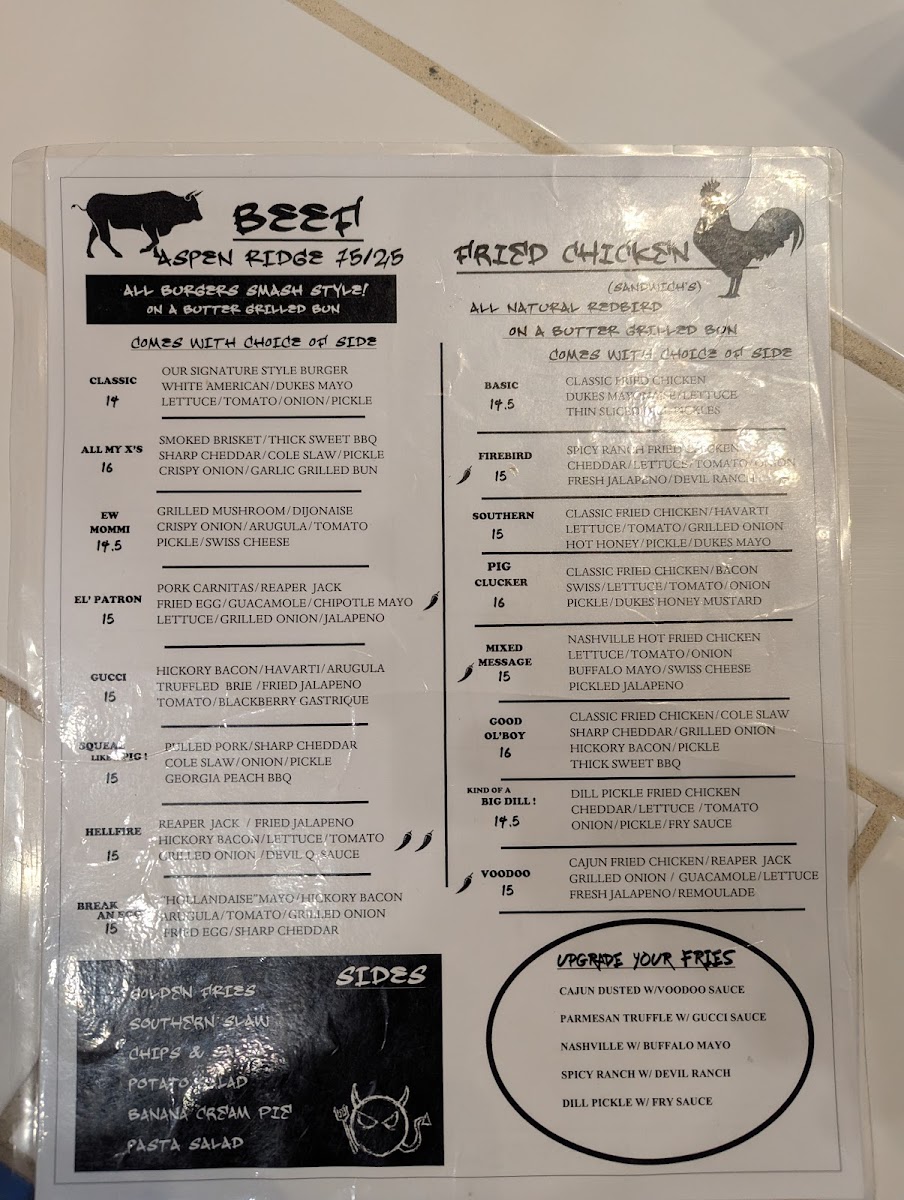 BEEF
ASPEN RIDGE 75/25
ALL BURGERS SMASH STYLE!
ON A BUTTER GRILLED BUN
COMES WITH CHOICE OF SIDE
CLASSIC
14
OUR SIGNATURE STYLE BURGER
WHITE AMERICAN/DUKES MAYO
LETTUCE/TOMATO/ONION/PICKLE
ALL MY X'S
16
SMOKED BRISKET/THICK SWEET BBQ
SHARP CHEDDAR/COLE SLAW/PICKLE
CRISPY ONION/GARLIC GRILLED BUN
EW
MOMMI
14.5
GRILLED MUSHROOM/DIJONAISE
CRISPY ONION/ARUGULA/TOMATO
PICKLE/SWISS CHEESE
EL' PATRON
15
PORK CARNITAS/REAPER JACK
FRIED EGG/GUACAMOLE/CHIPOTLE MAYO
LETTUCE/GRILLED ONION/JALAPENO
GUCCI
15
HICKORY BACON/HAVARTI/ARUGULA
TRUFFLED BRIE/FRIED JALAPENO
TOMATO/BLACKBERRY GASTRIQUE
SQUEAL
LIKE A PIG!
15
PULLED PORK/SHARP CHEDDAR
COLE SLAW/ONION/PICKLE
GEORGIA PEACH BBQ
HELLFIRE
15
REAPER JACK / FRIED JALAPENO
HICKORY BACON/LETTUCE/TOMATO
GRILLED ONION /DEVIL Q SAUCE
BREAK
AN EGG
15
"HOLLANDAISE"MAYO/HICKORY BACON
ARUGULA/TOMATO/GRILLED ONION
FRIED EGG/SHARP CHEDDAR
SIDES
GOLDEN FRIES
SOUTHERN SLAW
CHIPS &
POTATO SALAD
BANANA CREAM PIE
PASTA SALAD
FRIED CHICKEN
(SANDWICH'S)
ALL NATURAL REDBIRD
ON A BUTTER GRILLED BUN
COMES WITH CHOICE OF SIDE
BASIC
14.5
CLASSIC FRIED CHICKEN
DUKES MAYONNAISE/LETTUCE
THIN SLICED DILL PICKLES
FIREBIRD
15
SPICY RANCH FRIED CHICKEN
CHEDDAR/LETTUCE/TOMATO/ONION
FRESH JALAPENO/DEVIL RANCH
SOUTHERN
15
CLASSIC FRIED CHICKEN/HAVARTI
LETTUCE/TOMATO/GRILLED ONION
HOT HONEY/PICKLE/DUKES MAYO
PIG
CLUCKER
16
CLASSIC FRIED CHICKEN/BACON
SWISS/LETTUCE/TOMATO/ONION
PICKLE/DUKES HONEY MUSTARD
MIXED
MESSAGE
15
NASHVILLE HOT FRIED CHICKEN
LETTUCE/TOMATO/ONION
BUFFALO MAYO/SWISS CHEESE
PICKLED JALAPENO
GOOD
OL'BOY
16
CLASSIC FRIED CHICKEN/COLE SLAW
SHARP CHEDDAR/GRILLED ONION
HICKORY BACON/PICKLE
THICK SWEET BBQ
KIND OF A
BIG DILL!
14.5
DILL PICKLE FRIED CHICKEN
CHEDDAR/LETTUCE /TOMATO
ONION/PICKLE/FRY SAUCE
VOODOO
15
CAJUN FRIED CHICKEN/REAPER JACK
GRILLED ONION / GUACAMOLE/LETTUCE
FRESH JALAPENO/REMOULADE
UPGRADE YOUR FRIES
CAJUN DUSTED W/VOODOO SAUCE
PARMESAN TRUFFLE W/ GUCCI SAUCE
NASHVILLE W/ BUFFALO MAYO
SPICY RANCH W/ DEVIL RANCH
DILL PICKLE W/ FRY SAUCE